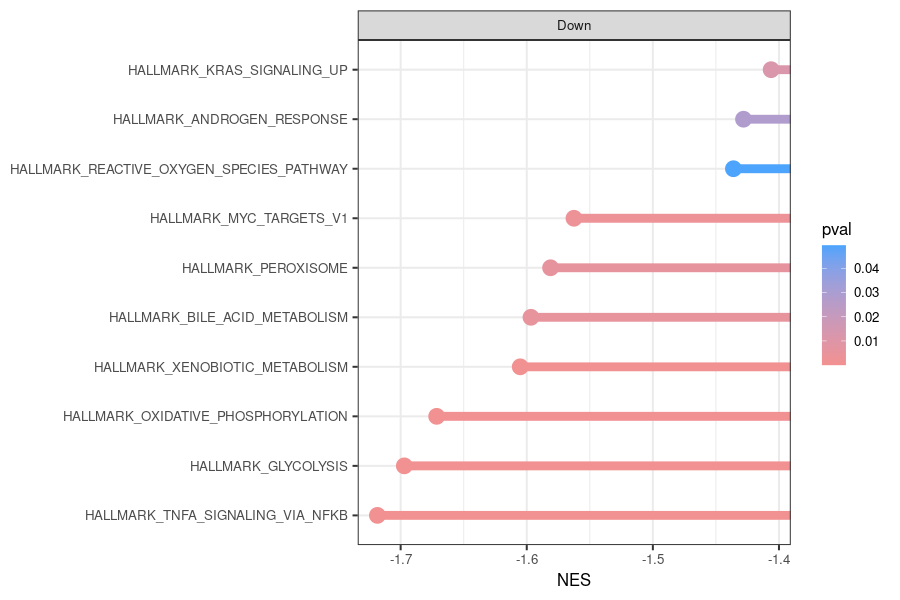 Down
HALLMARK_KRAS_SIGNALING_UP
HALLMARK_ANDROGEN_RESPONSE
HALLMARK_REACTIVE_OXYGEN_SPECIES_PATHWAY
HALLMARK_MYC_TARGETS_V1
HALLMARK_PEROXISOME
HALLMARK_BILE_ACID_METABOLISM
HALLMARK_XENOBIOTIC_METABOLISM
HALLMARK_OXIDATIVE_PHOSPHORYLATION
HALLMARK_GLYCOLYSIS
HALLMARK_TNFA_SIGNALING_VIA_NFKB
-1.7 -1.6 -1.5 -1.4
NES
pval
0.04
0.03
0.02
0.01